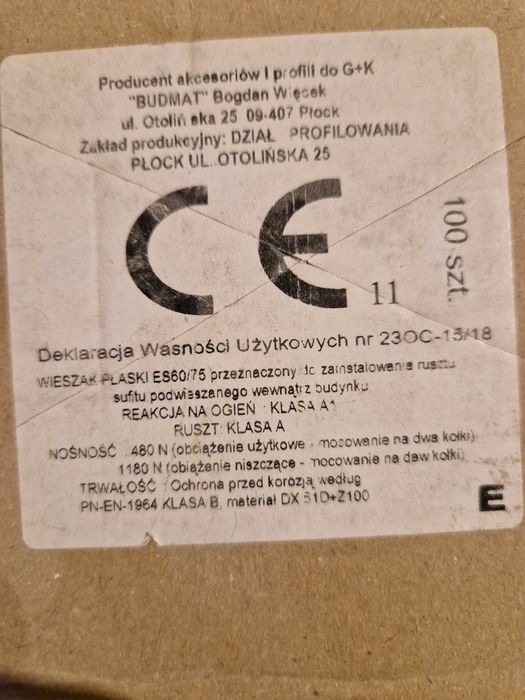 Producent akcesoriów i profili do G+K
"BUDMAT" Bogdan Więcek
ul. Otoliń ska 25 09-407 Płock
Zakład produkcyjny: DZIAŁ PROFILOWANIA
PŁOCK UL. OTOLIŃSKA 25
CE
11
100 szt.
Deklaracja Wasności Użytkowych nr 23OC-15/18
WIESZAK PŁASKI ES60/75 przeznaczony do zainstalowania rusztu
sufitu podwieszanego wewnątrz budynku
REAKCJA NA OGIEŃ : KLASA A1
RUSZT: KLASA A
NOŚNOŚĆ : 480 N (obciążenie użytkowe - mocowanie na dwa kołki)
1180 N (obiążenie niszczące - mocowanie na daw kołki)
TRWAŁOŚĆ : Ochrona przed korozją według
PN-EN-1964 KLASA B, materiał DX 51D+Z100
E